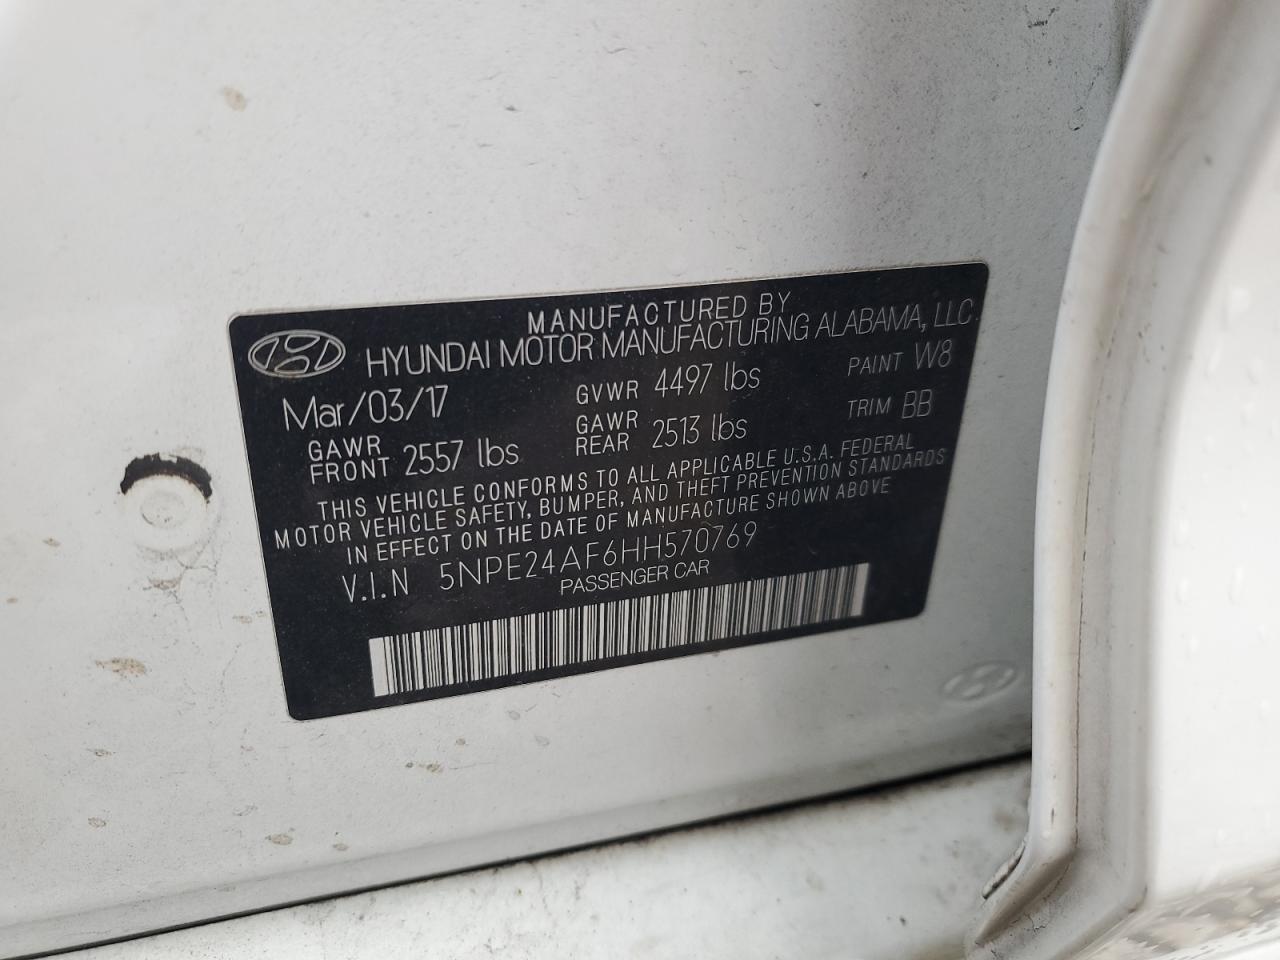 MANUFACTURED BY
HYUNDAI MOTOR MANUFACTURING ALABAMA, LLC
Mar/03/17 GVWR 4497 lbs PAINT W8
GAWR FRONT 2557 lbs GAWR REAR 2513 lbs TRIM BB
THIS VEHICLE CONFORMS TO ALL APPLICABLE U.S.A. FEDERAL
MOTOR VEHICLE SAFETY, BUMPER, AND THEFT PREVENTION STANDARDS
IN EFFECT ON THE DATE OF MANUFACTURE SHOWN ABOVE
V.I.N 5NPE24AF6HH570769
PASSENGER CAR